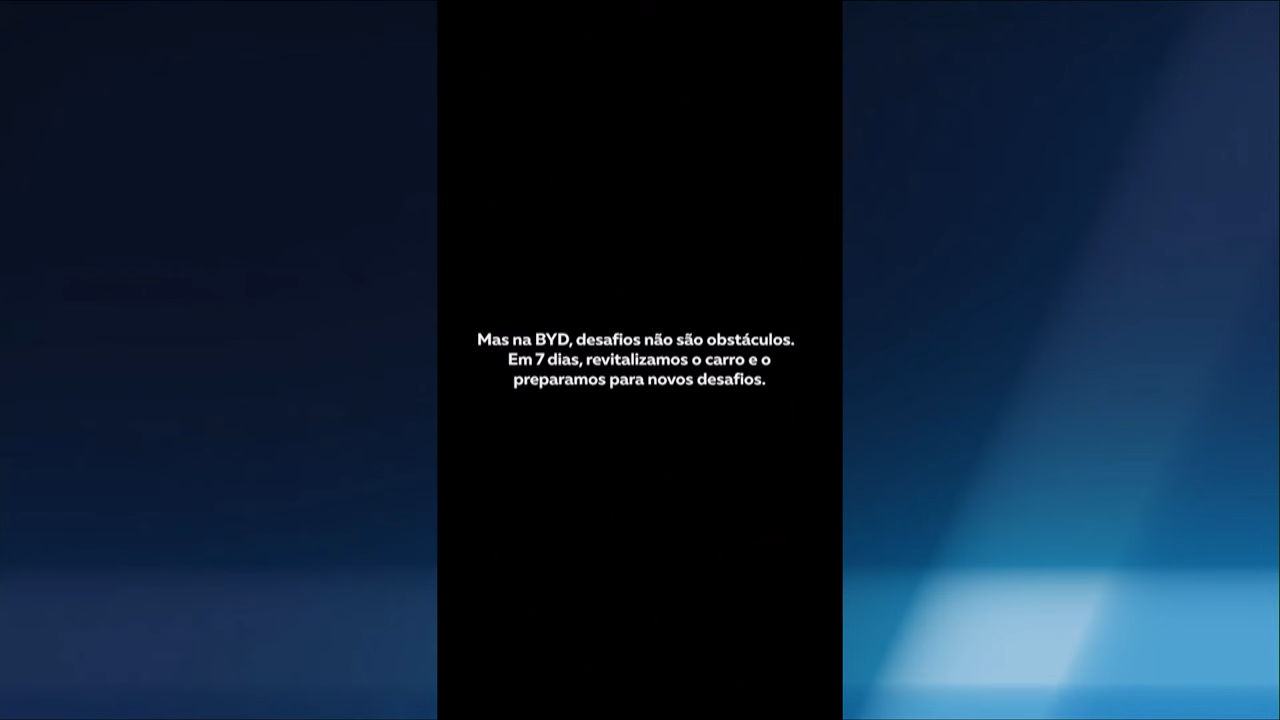 Mas na BYD, desafios não são obstáculos.
Em 7 dias, revitalizamos o carro e o
preparamos para novos desafios.